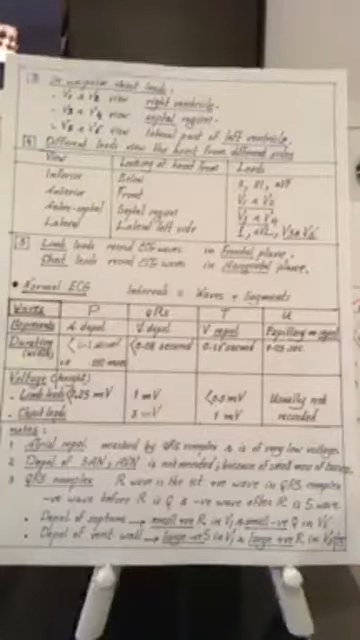 [3] In unipolar chest leads:
- V1 & V2 view right ventricle.
- V3 & V4 view septal region.
- V5 & V6 view lateral part of left ventricle.
[4] Different leads view the heart from different sides
View Looking at heart from Leads
Inferior Below II, III, aVF
Anterior Front V1 & V2
Antero-septal Septal region V3 & V4
Lateral Lateral left side I, aVL, V5 & V6
[5] Limb leads record ECG waves in Frontal plane.
Chest leads record ECG waves in Horizontal plane.
• Normal ECG Intervals = Waves + Segments
Waves P QRS T U
Represents A depol V depol V repol Papillary m repol
Duration second <0.08 second second 0.08 sec.
(width)
Voltage (height)
- Limb leads <0.25 mV 1 mV <0.5 mV Usually not
- Chest leads mV 1 mV recorded
notes:
1 Atrial repol. masked by QRS complex & is of very low voltage.
2 Depol of SAN, AVN is not recorded, because of small mass of
3 QRS complex R wave is the 1st +ve wave in QRS complex
-ve wave before R is Q & -ve wave after R is S wave
• Depol of septum → small +ve R in V1 & small -ve Q in V6
• Depol of vent. wall → large -ve S in V1 & large +ve R in